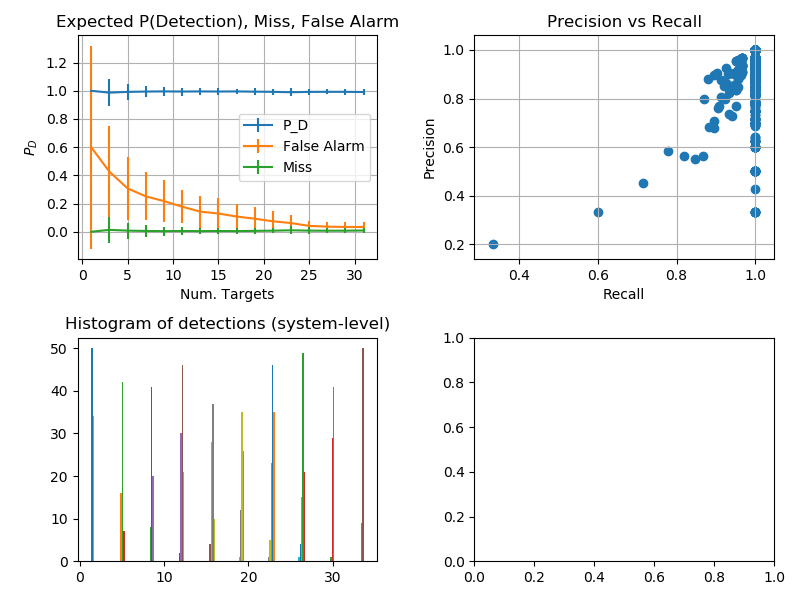 Expected P(Detection), Miss, False Alarm
1.2
1.0
0.8
0.6
0.4
0.2
0.0
P_D
P_D
False Alarm
Miss
0 5 10 15 20 25 30
Num. Targets
Precision vs Recall
1.0
0.8
0.6
0.4
0.2
Precision
0.4 0.6 0.8 1.0
Recall
Histogram of detections (system-level)
50
40
30
20
10
0
0 10 20 30
1.0
0.8
0.6
0.4
0.2
0.0
0.0 0.2 0.4 0.6 0.8 1.0